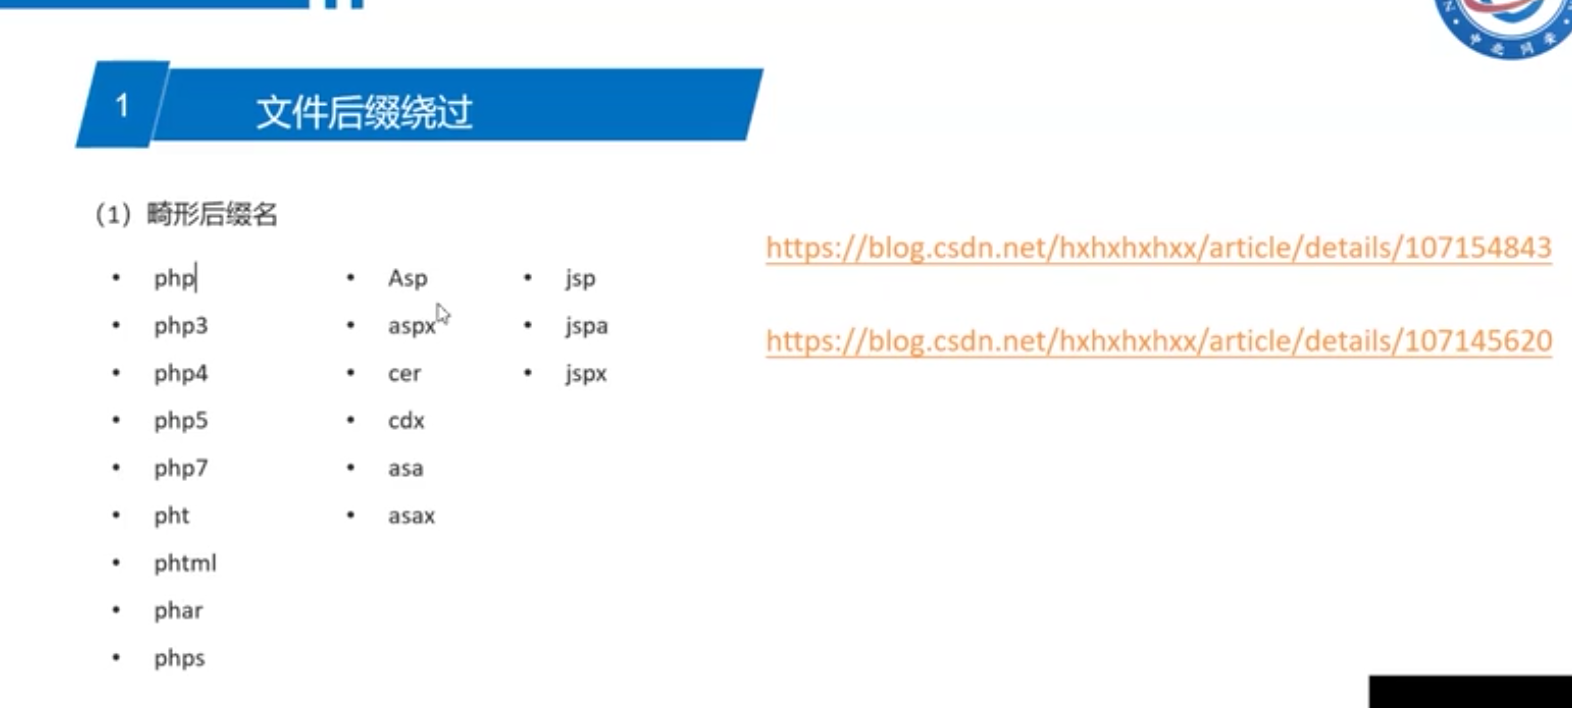 1 文件后缀绕过
（1）畸形后缀名
• php
• php3
• php4
• php5
• php7
• pht
• phtml
• phar
• phps
• Asp
• aspx
• cer
• cdx
• asa
• asax
• jsp
• jspa
• jspx
https://blog.csdn.net/hxhxhxhxx/article/details/107154843
https://blog.csdn.net/hxhxhxhxx/article/details/107145620